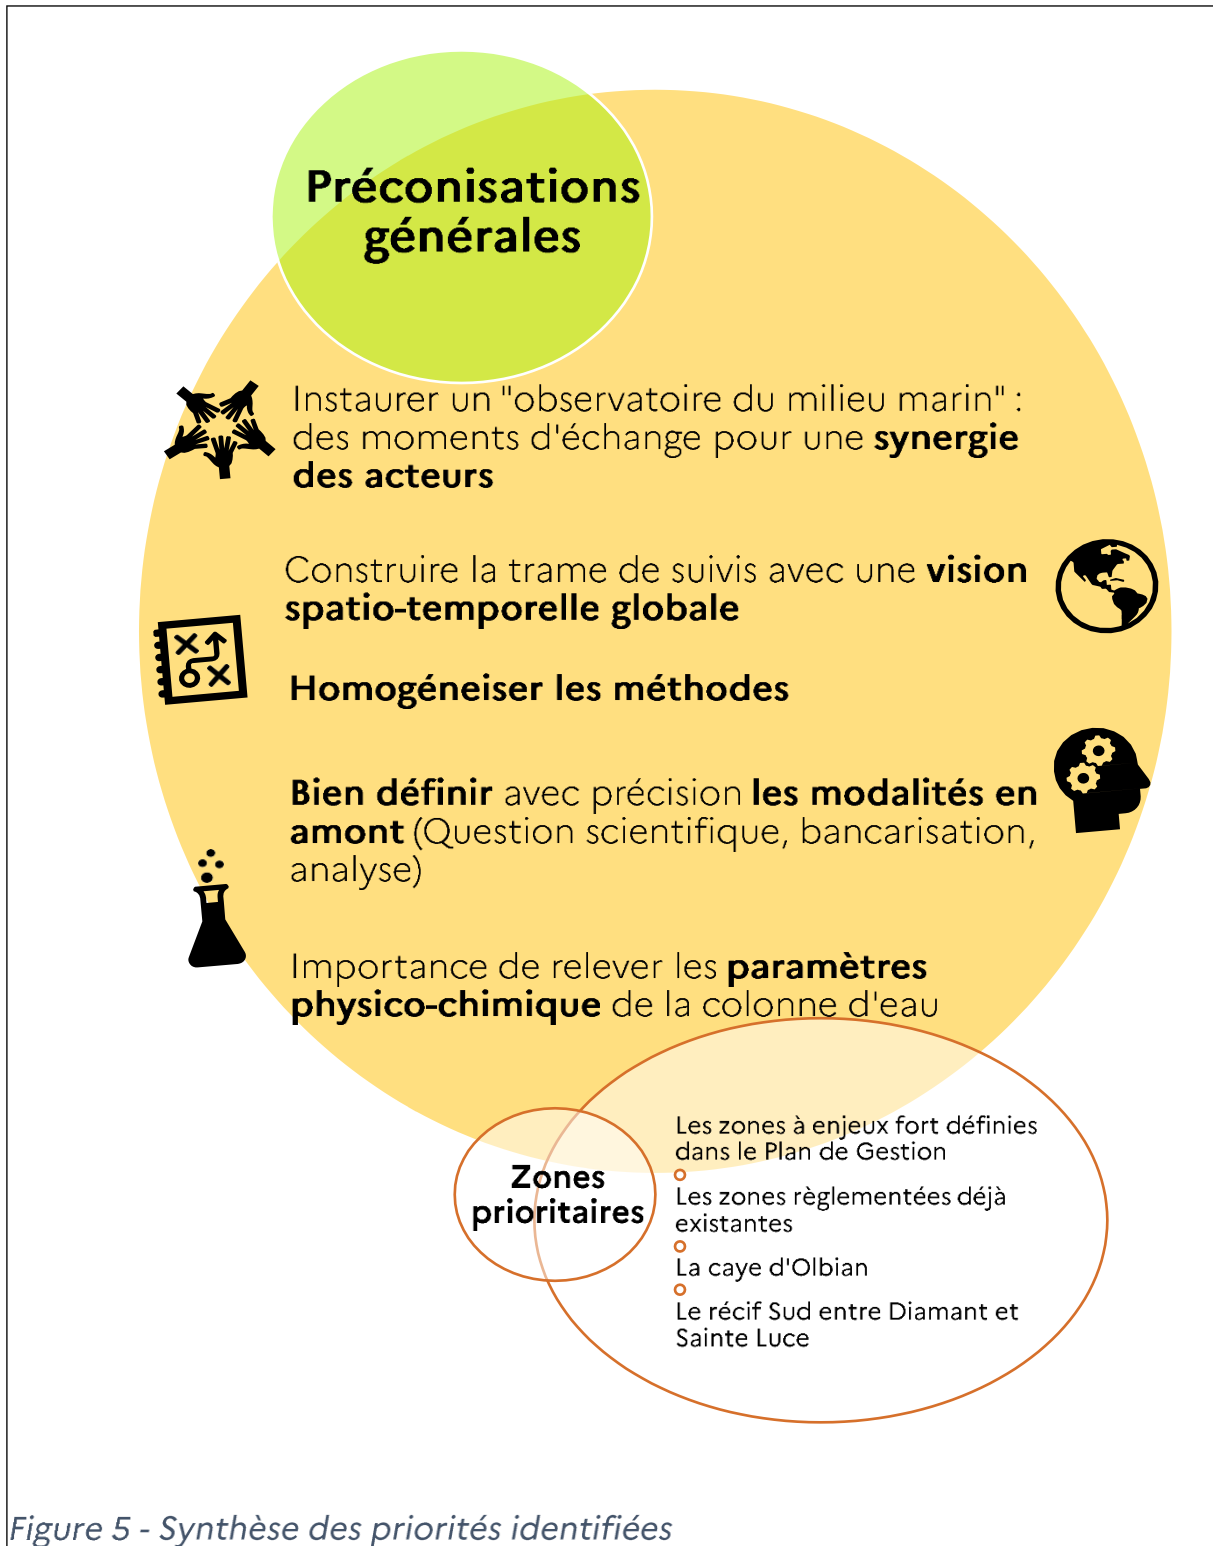 Préconisations
générales
Instaurer un "observatoire du milieu marin" :
des moments d'échange pour une synergie
des acteurs
Construire la trame de suivis avec une vision
spatio-temporelle globale
Homogéneiser les méthodes
Bien définir avec précision les modalités en
amont (Question scientifique, bancarisation,
analyse)
Importance de relever les paramètres
physico-chimique de la colonne d'eau
Zones
prioritaires
Les zones à enjeux fort définies
dans le Plan de Gestion
Les zones règlementées déjà
existantes
La caye d'Olbian
Le récif Sud entre Diamant et
Sainte Luce
Figure 5 - Synthèse des priorités identifiées